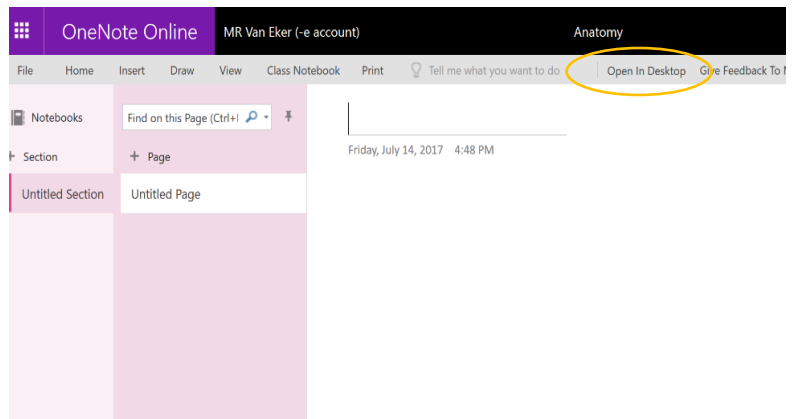 OneNote Online MR Van Eker (-e account) Anatomy
File Home Insert Draw View Class Notebook Print Tell me what you want to do Open In Desktop Give Feedback To
Notebooks Find on this Page (Ctrl+
+ Section + Page Friday, July 14, 2017 4:48 PM
Untitled Section Untitled Page